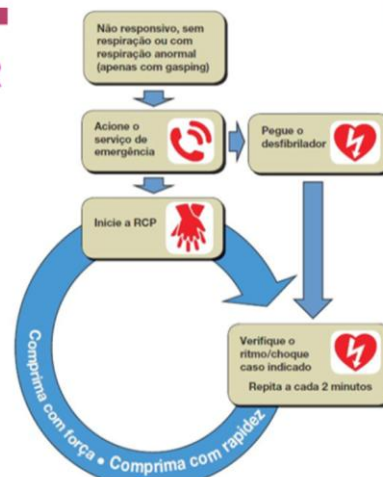 Não responsivo, sem
respiração ou com
respiração anormal
(apenas com gasping)
Acione o
serviço de
emergência
Pegue o
desfibrilador
Inicie a RCP
Verifique o
ritmo/choque
caso indicado
Repita a cada 2 minutos
Comprima com força • Comprima com rapidez